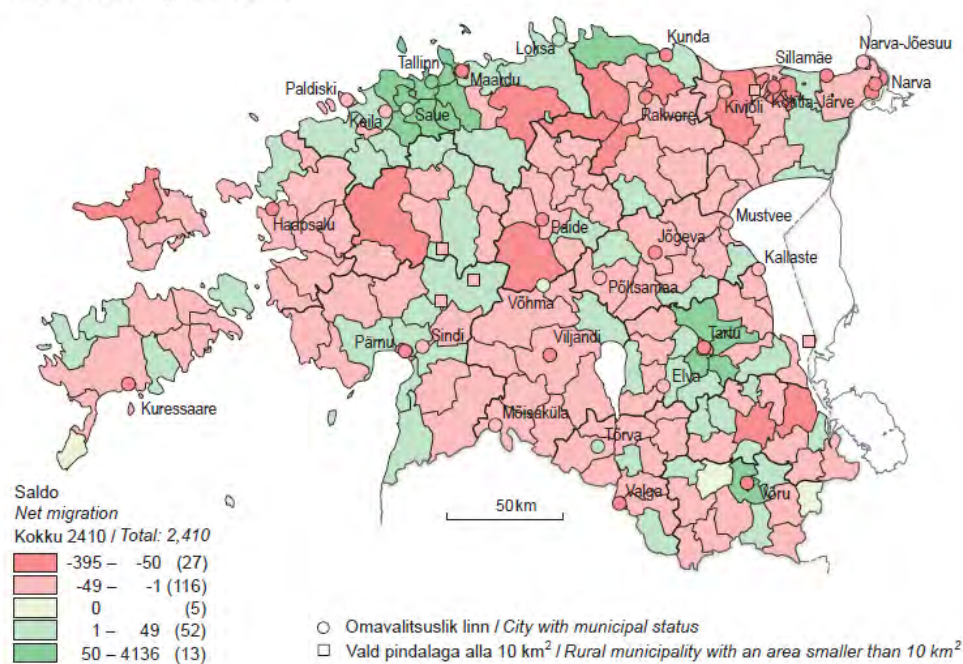 Loksa
Kunda
Tallinn
Maardu
Sillamäe
Narva-Jõesuu
Narva
Paldiski
Keila
Saue
Rakvere
Kiviõli
Kohtla-Järve
Haapsalu
Paide
Mustvee
Jõgeva
Kallaste
Põltsamaa
Võhma
Tartu
Pärnu
Sindi
Viljandi
Elva
Kuressaare
Mõisaküla
Tõrva
Valga
Võru
50 km
Saldo
Net migration
Kokku 2410 / Total: 2,410
-395 – -50 (27)
-49 – -1 (116)
0 (5)
1 – 49 (52)
50 – 4136 (13)
Omavalitsuslik linn / City with municipal status
Vald pindalaga alla 10 km² / Rural municipality with an area smaller than 10 km²